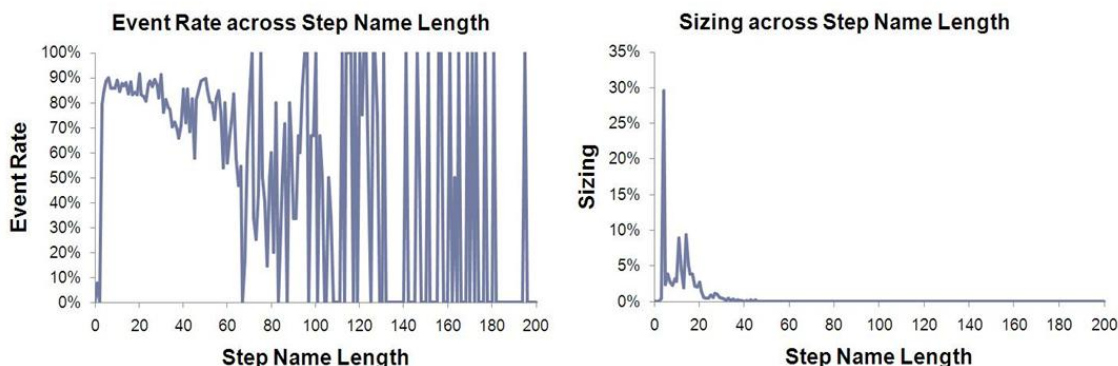 Event Rate across Step Name Length
100%
90%
80%
70%
60%
50%
40%
30%
20%
10%
0%
Event Rate
0 20 40 60 80 100 120 140 160 180 200
Step Name Length
Sizing across Step Name Length
35%
30%
25%
20%
15%
10%
5%
0%
Sizing
0 20 40 60 80 100 120 140 160 180 200
Step Name Length